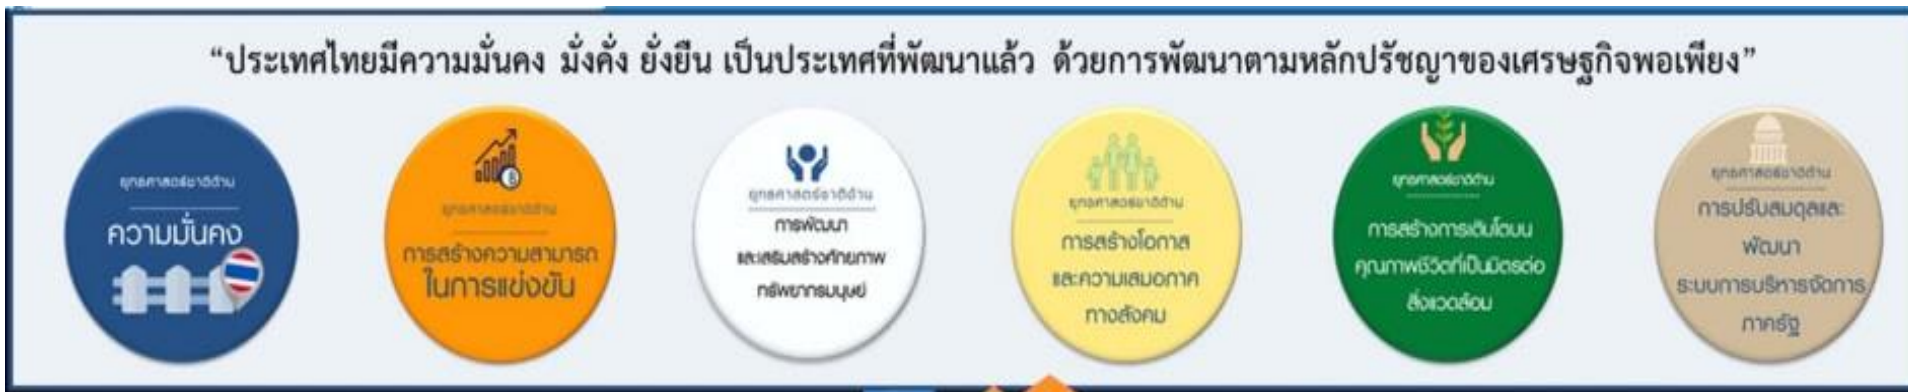 “ประเทศไทยมีความมั่นคง มั่งคั่ง ยั่งยืน เป็นประเทศที่พัฒนาแล้ว ด้วยการพัฒนาตามหลักปรัชญาของเศรษฐกิจพอเพียง”
ยุทธศาสตร์ชาติด้าน
ความมั่นคง
ยุทธศาสตร์ชาติด้าน
การสร้างความสามารถ
ในการแข่งขัน
ยุทธศาสตร์ชาติด้าน
การพัฒนา
และเสริมสร้างศักยภาพ
ทรัพยากรมนุษย์
ยุทธศาสตร์ชาติด้าน
การสร้างโอกาส
และความเสมอภาค
ทางสังคม
ยุทธศาสตร์ชาติด้าน
การสร้างการเติบโตบน
คุณภาพชีวิตที่เป็นมิตรต่อ
สิ่งแวดล้อม
ยุทธศาสตร์ชาติด้าน
การปรับสมดุลและ
พัฒนา
ระบบการบริหารจัดการ
ภาครัฐ